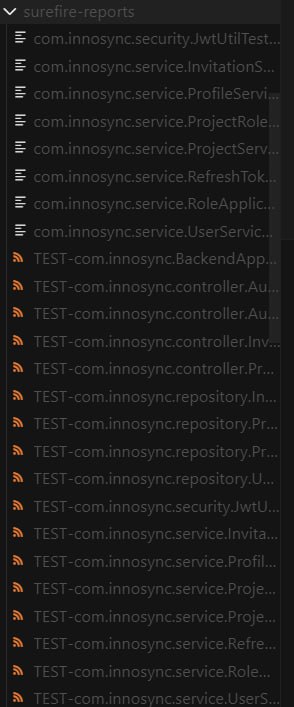 surefire-reports
com.innosync.security.JwtUtilTest...
com.innosync.service.InvitationS...
com.innosync.service.ProfileServi...
com.innosync.service.ProjectRole...
com.innosync.service.ProjectServ...
com.innosync.service.RefreshTok...
com.innosync.service.RoleApplic...
com.innosync.service.UserServic...
TEST-com.innosync.BackendApp...
TEST-com.innosync.controller.Au...
TEST-com.innosync.controller.Au...
TEST-com.innosync.controller.Inv...
TEST-com.innosync.controller.Pr...
TEST-com.innosync.repository.In...
TEST-com.innosync.repository.Pr...
TEST-com.innosync.repository.Pr...
TEST-com.innosync.repository.U...
TEST-com.innosync.security.JwtU...
TEST-com.innosync.service.Invita...
TEST-com.innosync.service.Profil...
TEST-com.innosync.service.Proje...
TEST-com.innosync.service.Proje...
TEST-com.innosync.service.Refre...
TEST-com.innosync.service.Role...
TEST-com.innosync.service.UserS...